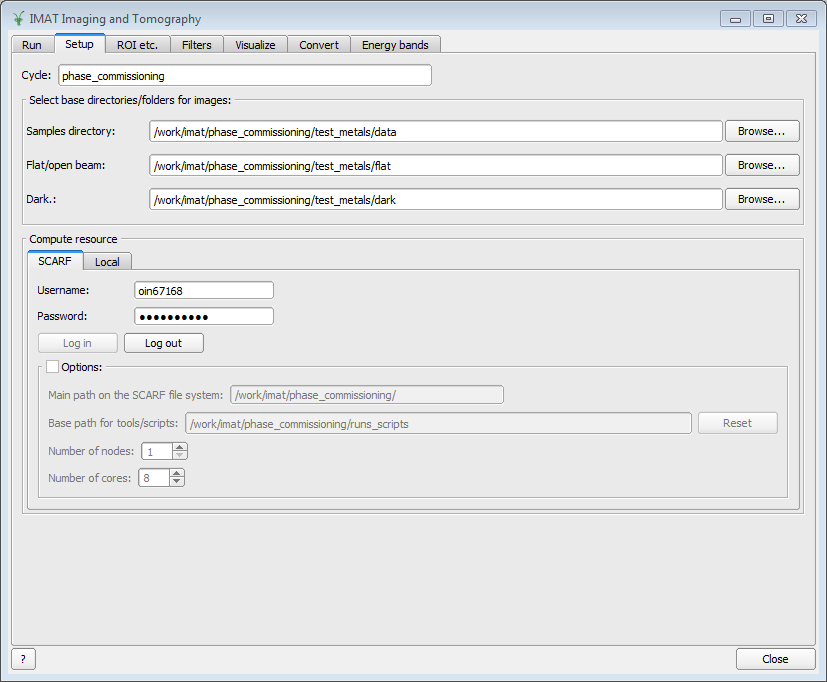 IMAT Imaging and Tomography
Run Setup ROI etc. Filters Visualize Convert Energy bands
Cycle: phase_commissioning
Select base directories/folders for images:
Samples directory: /work/imat/phase_commissioning/test_metals/data Browse...
Flat/open beam: /work/imat/phase_commissioning/test_metals/flat Browse...
Dark.: /work/imat/phase_commissioning/test_metals/dark Browse...
Compute resource
SCARF Local
Username: oin67168
Password: ●●●●●●●●●●
Log in Log out
Options:
Main path on the SCARF file system: /work/imat/phase_commissioning/
Base path for tools/scripts: /work/imat/phase_commissioning/runs_scripts Reset
Number of nodes: 1
Number of cores: 8
? Close